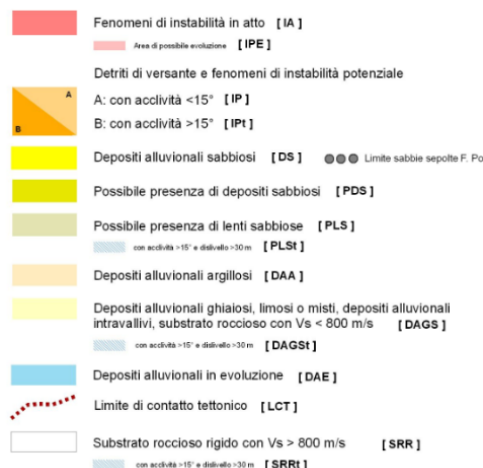 Fenomeni di instabilità in atto [ IA ]
Area di possibile evoluzione [ IPE ]
Detriti di versante e fenomeni di instabilità potenziale
A
A: con acclività <15° [ IP ]
B: con acclività >15° [ IPt ]
B
Depositi alluvionali sabbiosi [ DS ] Limite sabbie sepolte F. Po
Possibile presenza di depositi sabbiosi [ PDS ]
Possibile presenza di lenti sabbiose [ PLS ]
con acclività >15° e dislivello >30 m [ PLSt ]
Depositi alluvionali argillosi [ DAA ]
Depositi alluvionali ghiaiosi, limosi o misti, depositi alluvionali
intravallivi, substrato roccioso con Vs < 800 m/s [ DAGS ]
con acclività >15° e dislivello >30 m [ DAGSt ]
Depositi alluvionali in evoluzione [ DAE ]
Limite di contatto tettonico [ LCT ]
Substrato roccioso rigido con Vs > 800 m/s [ SRR ]
con acclività >15° e dislivello >30 m [ SRRt ]